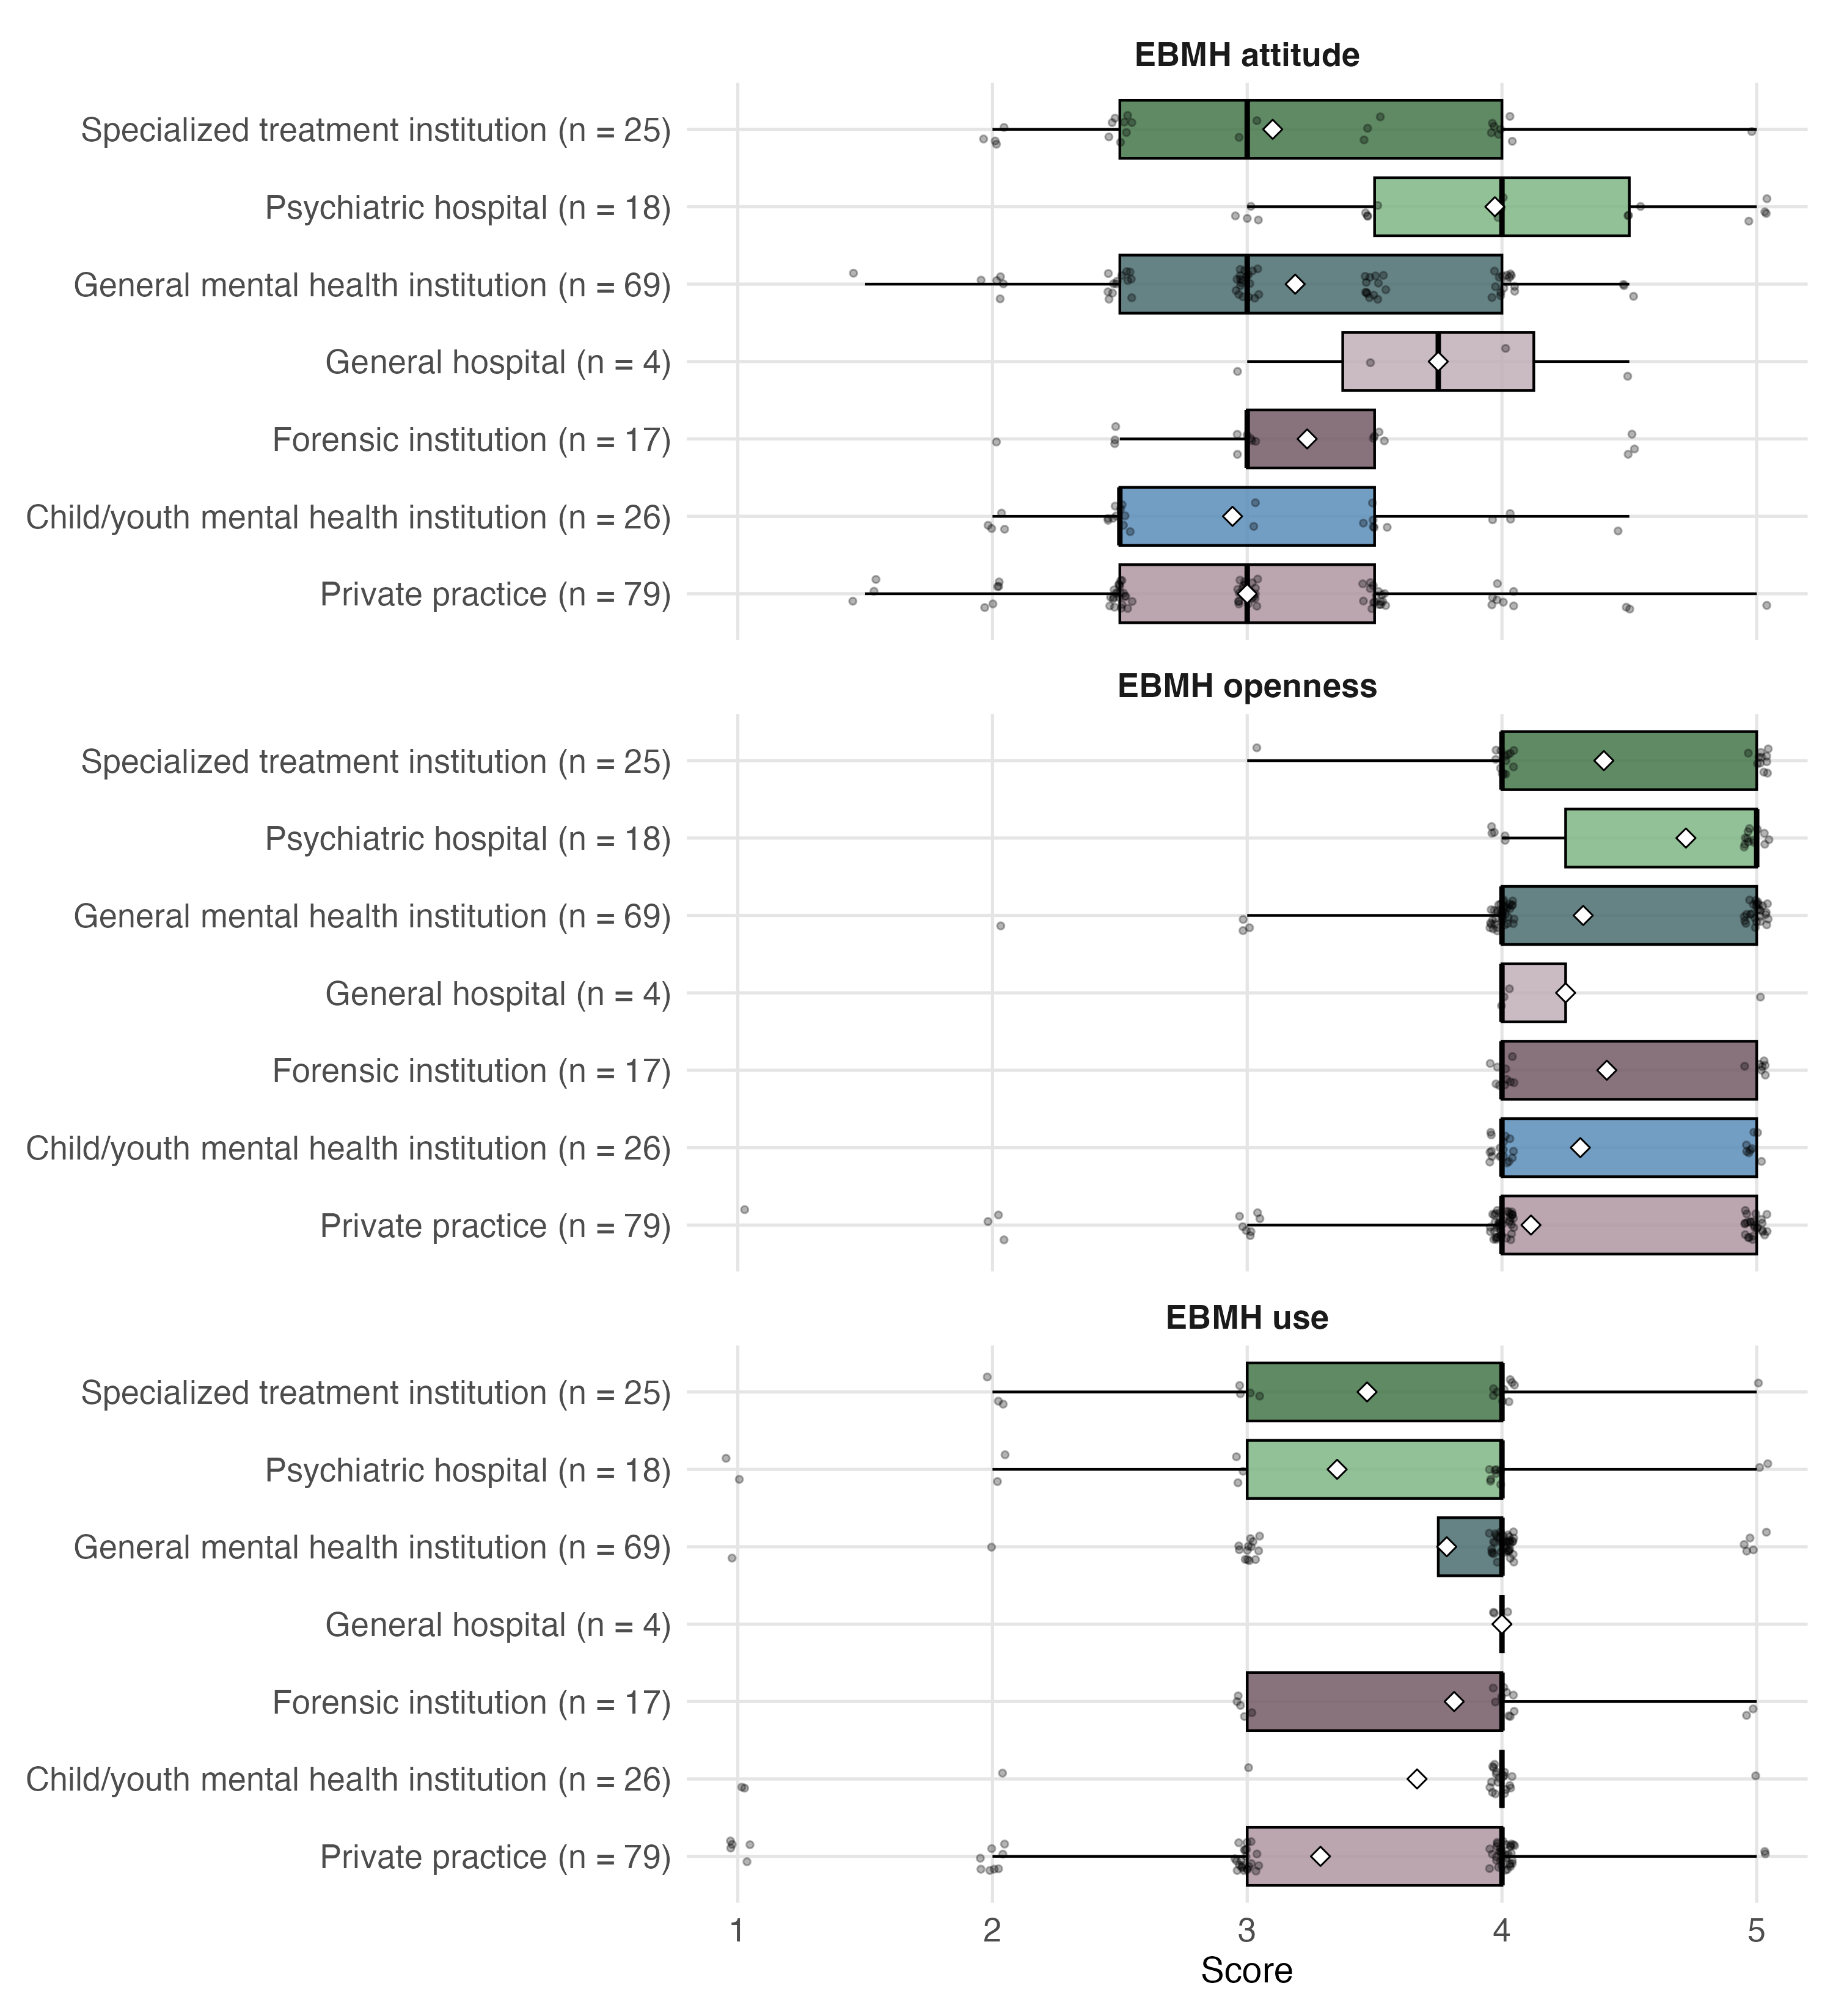 EBMH attitude
Specialized treatment institution (n = 25)
Psychiatric hospital (n = 18)
General mental health institution (n = 69)
General hospital (n = 4)
Forensic institution (n = 17)
Child/youth mental health institution (n = 26)
Private practice (n = 79)
EBMH openness
Specialized treatment institution (n = 25)
Psychiatric hospital (n = 18)
General mental health institution (n = 69)
General hospital (n = 4)
Forensic institution (n = 17)
Child/youth mental health institution (n = 26)
Private practice (n = 79)
EBMH use
Specialized treatment institution (n = 25)
Psychiatric hospital (n = 18)
General mental health institution (n = 69)
General hospital (n = 4)
Forensic institution (n = 17)
Child/youth mental health institution (n = 26)
Private practice (n = 79)
1 2 3 4 5
Score